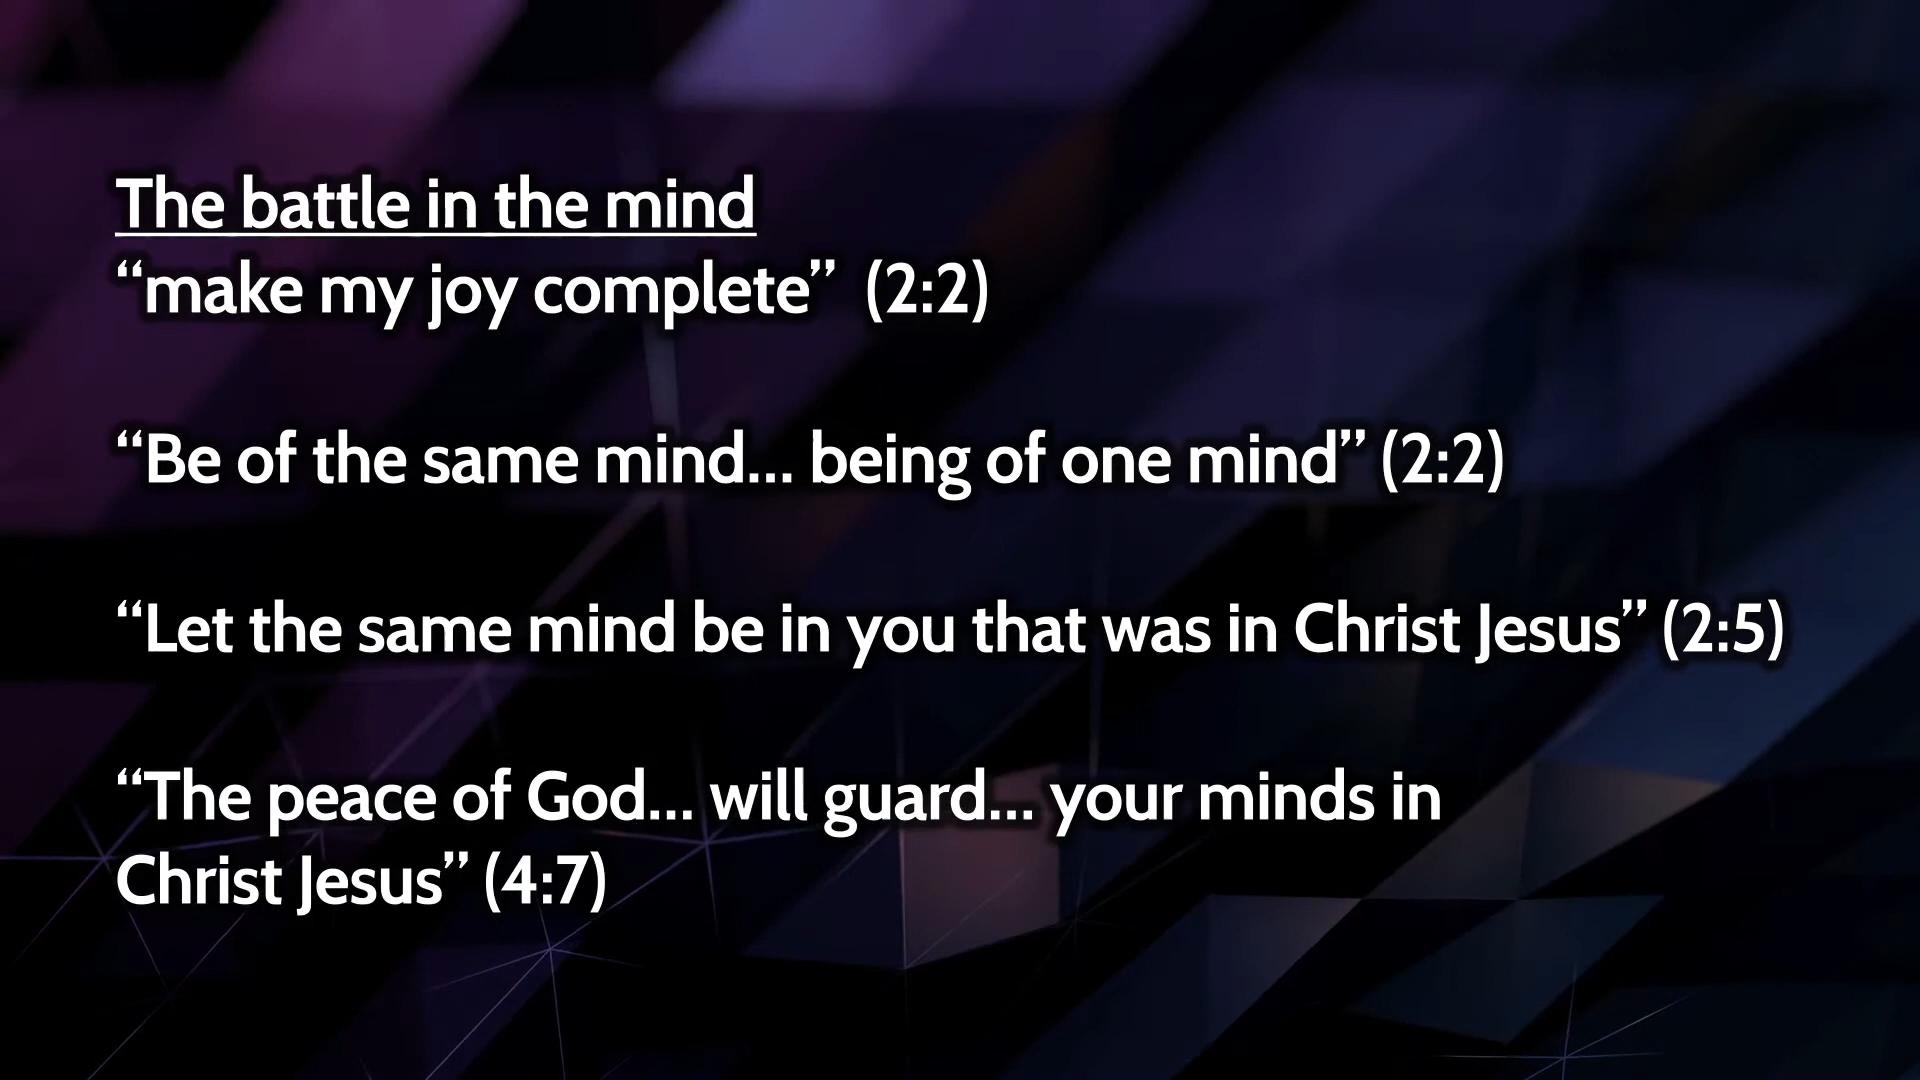 The battle in the mind
“make my joy complete”  (2:2)
“Be of the same mind... being of one mind” (2:2)
“Let the same mind be in you that was in Christ Jesus” (2:5)
“The peace of God... will guard... your minds in
Christ Jesus” (4:7)